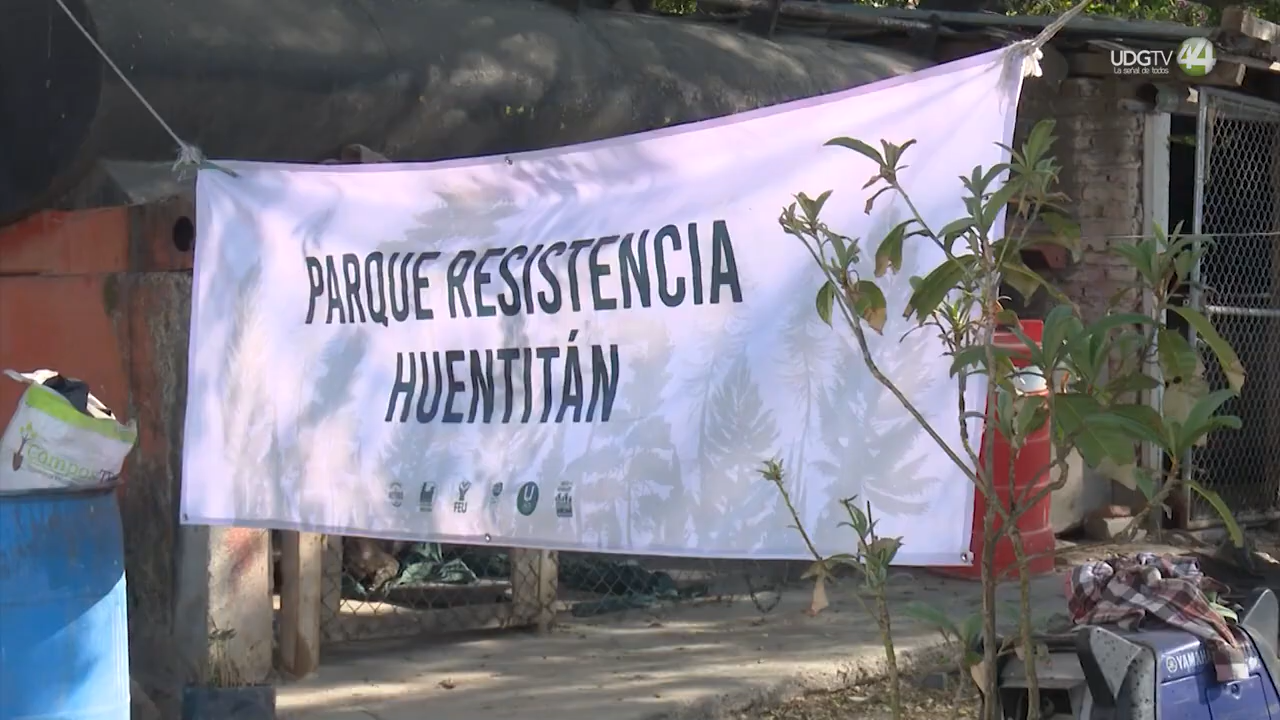 UDGTV 44
La señal de todos
PARQUE RESISTENCIA
HUENTITÁN
FEU
compos
YAMAHA